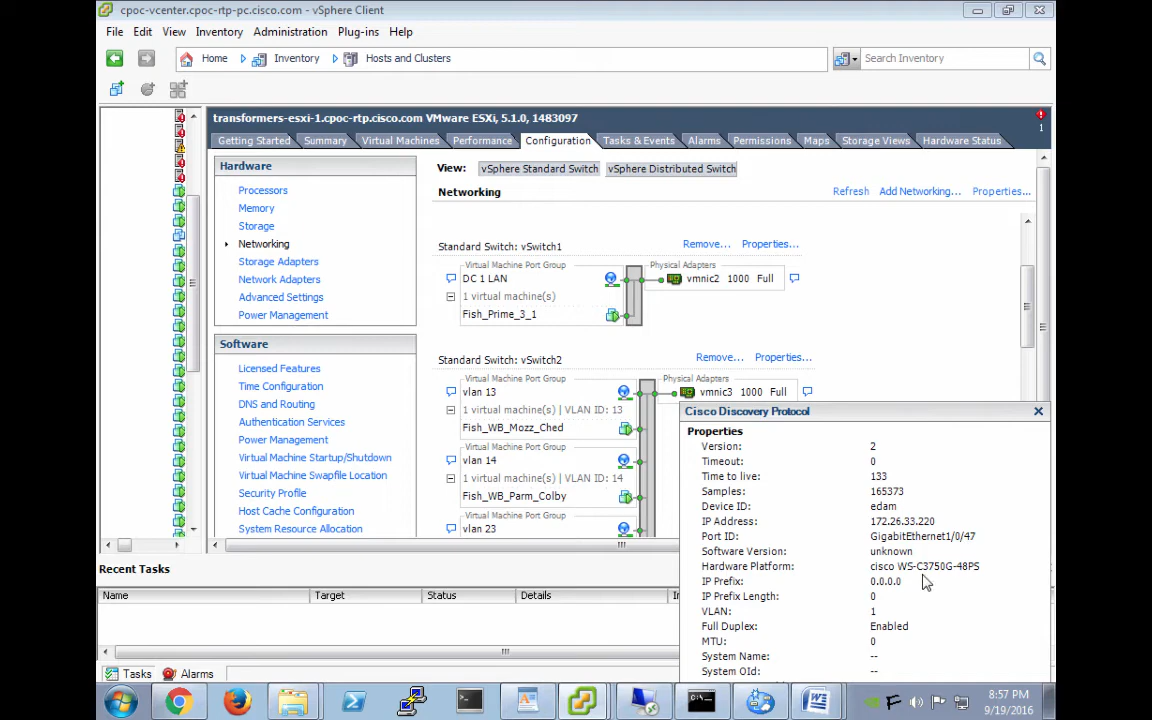 cpoc-vcenter.cpoc-rtp-pc.cisco.com - vSphere Client
File Edit View Inventory Administration Plug-ins Help
Home Inventory Hosts and Clusters Search Inventory
transformers-esxi-1.cpoc-rtp.cisco.com VMware ESXi, 5.1.0, 1483097
1
Getting Started Summary Virtual Machines Performance Configuration Tasks & Events Alarms Permissions Maps Storage Views Hardware Status
Hardware
Processors
Memory
Storage
Networking
Storage Adapters
Network Adapters
Advanced Settings
Power Management
Software
Licensed Features
Time Configuration
DNS and Routing
Authentication Services
Power Management
Virtual Machine Startup/Shutdown
Virtual Machine Swapfile Location
Security Profile
Host Cache Configuration
System Resource Allocation
View: vSphere Standard Switch vSphere Distributed Switch
Networking Refresh Add Networking... Properties...
Standard Switch: vSwitch1 Remove... Properties...
Virtual Machine Port Group Physical Adapters
DC 1 LAN vmnic2 1000 Full
1 virtual machine(s)
Fish_Prime_3_1
Standard Switch: vSwitch2 Remove... Properties...
Virtual Machine Port Group Physical Adapters
vlan 13 vmnic3 1000 Full
1 virtual machine(s) | VLAN ID: 13
Fish_WB_Mozz_Ched
Virtual Machine Port Group
vlan 14
1 virtual machine(s) | VLAN ID: 14
Fish_WB_Parm_Colby
Virtual Machine Port Group
vlan 23
Cisco Discovery Protocol
Properties
Version: 2
Timeout: 0
Time to live: 133
Samples: 165373
Device ID: edam
IP Address: 172.26.33.220
Port ID: GigabitEthernet1/0/47
Software Version: unknown
Hardware Platform: cisco WS-C3750G-48PS
IP Prefix: 0.0.0.0
IP Prefix Length: 0
VLAN: 1
Full Duplex: Enabled
MTU: 0
System Name: --
System OId: --
Recent Tasks
Name Target Status Details In
Tasks Alarms
8:57 PM
9/19/2016